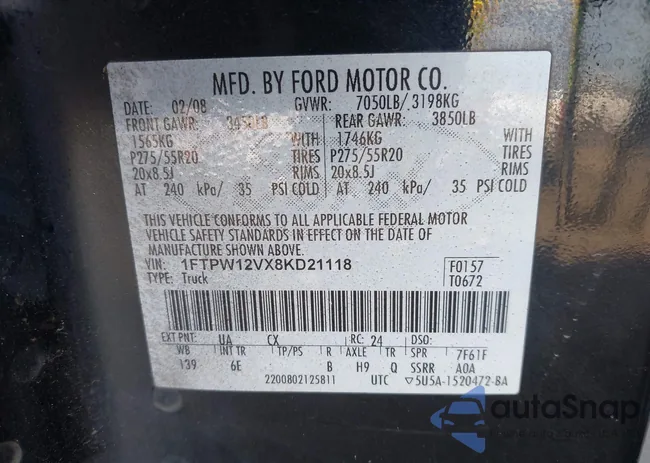 MFD. BY FORD MOTOR CO.
DATE: 02/08 GVWR: 7050LB/ 3198KG
FRONT GAWR: 3450LB REAR GAWR: 3850LB
1565KG WITH 1746KG WITH
P275/55R20 TIRES P275/55R20 TIRES
20x8.5J RIMS 20x8.5J RIMS
AT 240 kPa/ 35 PSI COLD AT 240 kPa/ 35 PSI COLD
THIS VEHICLE CONFORMS TO ALL APPLICABLE FEDERAL MOTOR
VEHICLE SAFETY STANDARDS IN EFFECT ON THE DATE OF
MANUFACTURE SHOWN ABOVE.
VIN: 1FTPW12VX8KD21118 F0157
TYPE: Truck T0672
EXT PNT: UA CX RC: 24 DSO:
WB INT TR TP/PS R AXLE TR SPR 7F61F
139 6E B H9 Q SSRR A0A
2200802125811 UTC ▽5U5A-1520472-BA
autoSnap